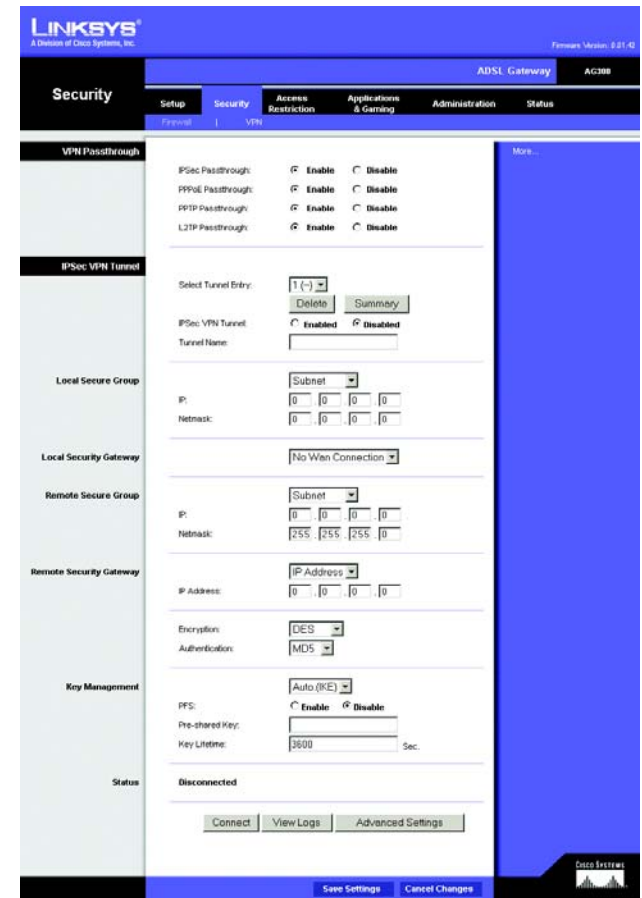 LINKSYS®
A Division of Cisco Systems, Inc.
Firmware Version: 0.01.43
ADSL Gateway AG300
Security
Setup Security Access Restriction Applications & Gaming Administration Status
Firewall | VPN
VPN Passthrough
More...
IPSec Passthrough: Enable Disable
PPPoE Passthrough: Enable Disable
PPTP Passthrough: Enable Disable
L2TP Passthrough: Enable Disable
IPSec VPN Tunnel
Select Tunnel Entry: 1 (--)
Delete Summary
IPSec VPN Tunnel: Enabled Disabled
Tunnel Name:
Local Secure Group Subnet
IP: 0 . 0 . 0 . 0
Netmask: 0 . 0 . 0 . 0
Local Security Gateway No Wan Connection
Remote Secure Group Subnet
IP: 0 . 0 . 0 . 0
Netmask: 255 . 255 . 255 . 0
Remote Security Gateway IP Address
IP Address: 0 . 0 . 0 . 0
Encryption: DES
Authentication: MD5
Key Management Auto.(IKE)
PFS: Enable Disable
Pre-shared Key:
Key Lifetime: 3600 Sec.
Status Disconnected
Connect View Logs Advanced Settings
Save Settings Cancel Changes
CISCO SYSTEMS